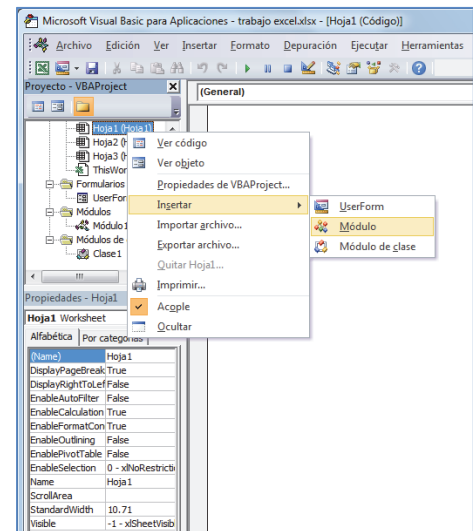 Microsoft Visual Basic para Aplicaciones - trabajo excel.xlsx - [Hoja1 (Código)]
Archivo Edición Ver Insertar Formato Depuración Ejecutar Herramientas
Proyecto - VBAProject
(General)
Hoja1 (Hoja1)
Hoja2 (H
Hoja3 (H
ThisWor
Formularios
UserFor
Módulos
Módulo1
Módulos de
Clase1
Ver código
Ver objeto
Propiedades de VBAProject...
Insertar
Importar archivo...
Exportar archivo...
Quitar Hoja1...
Imprimir...
Acople
Ocultar
UserForm
Módulo
Módulo de clase
Propiedades - Hoja1
Hoja1 Worksheet
Alfabética Por categorías
(Name) Hoja1
DisplayPageBreak True
DisplayRightToLef False
EnableAutoFilter False
EnableCalculation True
EnableFormatCon True
EnableOutlining False
EnablePivotTable False
EnableSelection 0 - xlNoRestricti
Name Hoja1
ScrollArea
StandardWidth 10.71
Visible -1 - xlSheetVisib